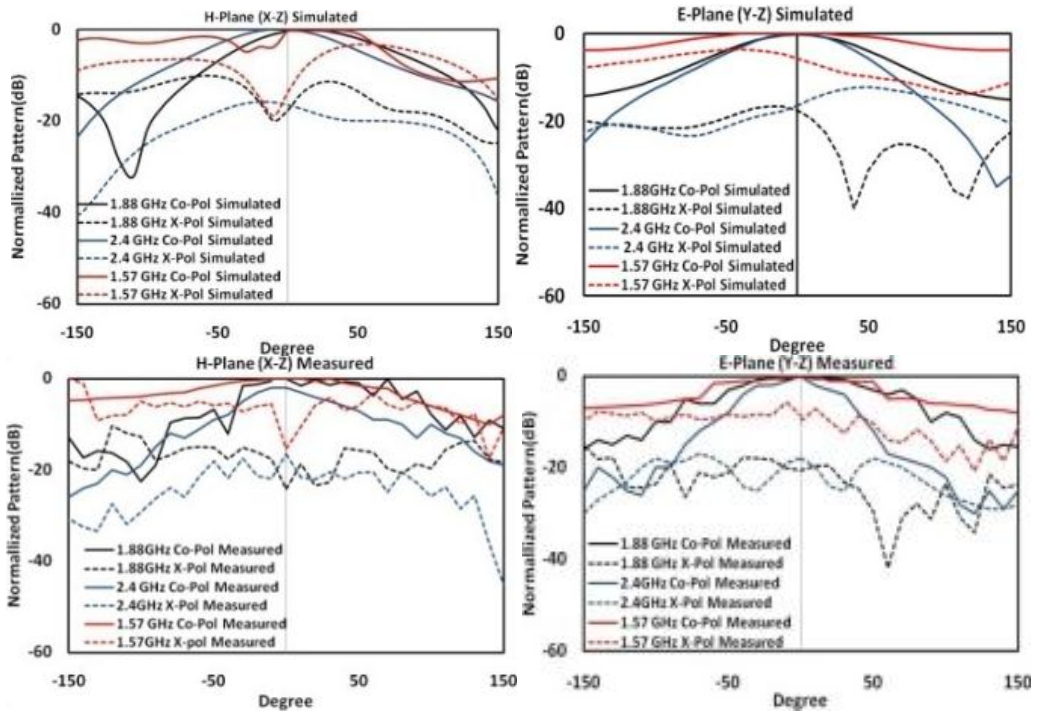 H-Plane (X-Z) Simulated
Normallized Pattern(dB)
0
-20
-40
-60
1.88 GHz Co-Pol Simulated
1.88 GHz X-Pol Simulated
2.4 GHz Co-Pol Simulated
2.4 GHz X-Pol Simulated
1.57 GHz Co-Pol Simulated
1.57 GHz X-Pol Simulated
-150 -50 50 150
Degree
E-Plane (Y-Z) Simulated
Normallized Pattern(dB)
0
-20
-40
-60
1.88GHz Co-Pol Simulated
1.88GHz X-Pol Simulated
2.4 GHz Co-Pol Simulated
2.4 GHz X-Pol Simulated
1.57 GHz Co-Pol Simulated
1.57 GHz X-Pol Simulated
-150 -50 50 150
Degree
H-Plane (X-Z) Measured
Normallized Pattern(dB)
0
-20
-40
-60
1.88GHz Co-Pol Measured
1.88GHz X-Pol Measured
2.4 GHz Co-Pol Measured
2.4GHz X-Pol Measured
1.57GHz Co-Pol Measured
1.57GHz X-pol Measured
-150 -50 50 150
Degree
E-Plane (Y-Z) Measured
Normallized Pattern(dB)
0
-20
-40
-60
1.88 GHz Co-Pol Measured
1.88 GHz X-Pol Measured
2.4GHz Co-Pol Measured
2.4GHz X-Pol Measured
1.57 GHz Co-Pol Measured
1.57 GHz X-Pol Measured
-150 -50 50 150
Degree